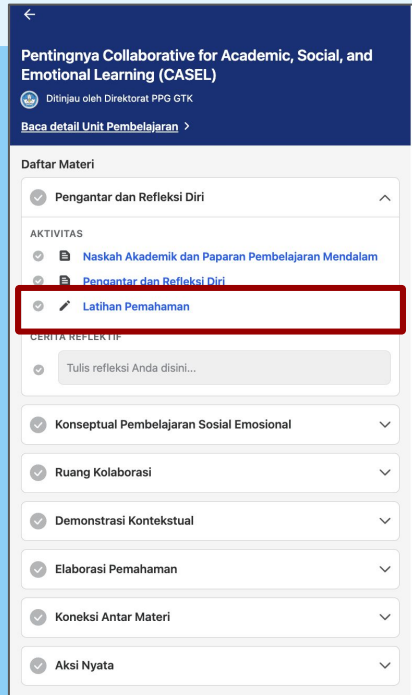 Pentingnya Collaborative for Academic, Social, and
Emotional Learning (CASEL)
Ditinjau oleh Direktorat PPG GTK
Baca detail Unit Pembelajaran >
Daftar Materi
Pengantar dan Refleksi Diri
AKTIVITAS
Naskah Akademik dan Paparan Pembelajaran Mendalam
Pengantar dan Refleksi Diri
Latihan Pemahaman
CERITA REFLEKTIF
Tulis refleksi Anda disini...
Konseptual Pembelajaran Sosial Emosional
Ruang Kolaborasi
Demonstrasi Kontekstual
Elaborasi Pemahaman
Koneksi Antar Materi
Aksi Nyata